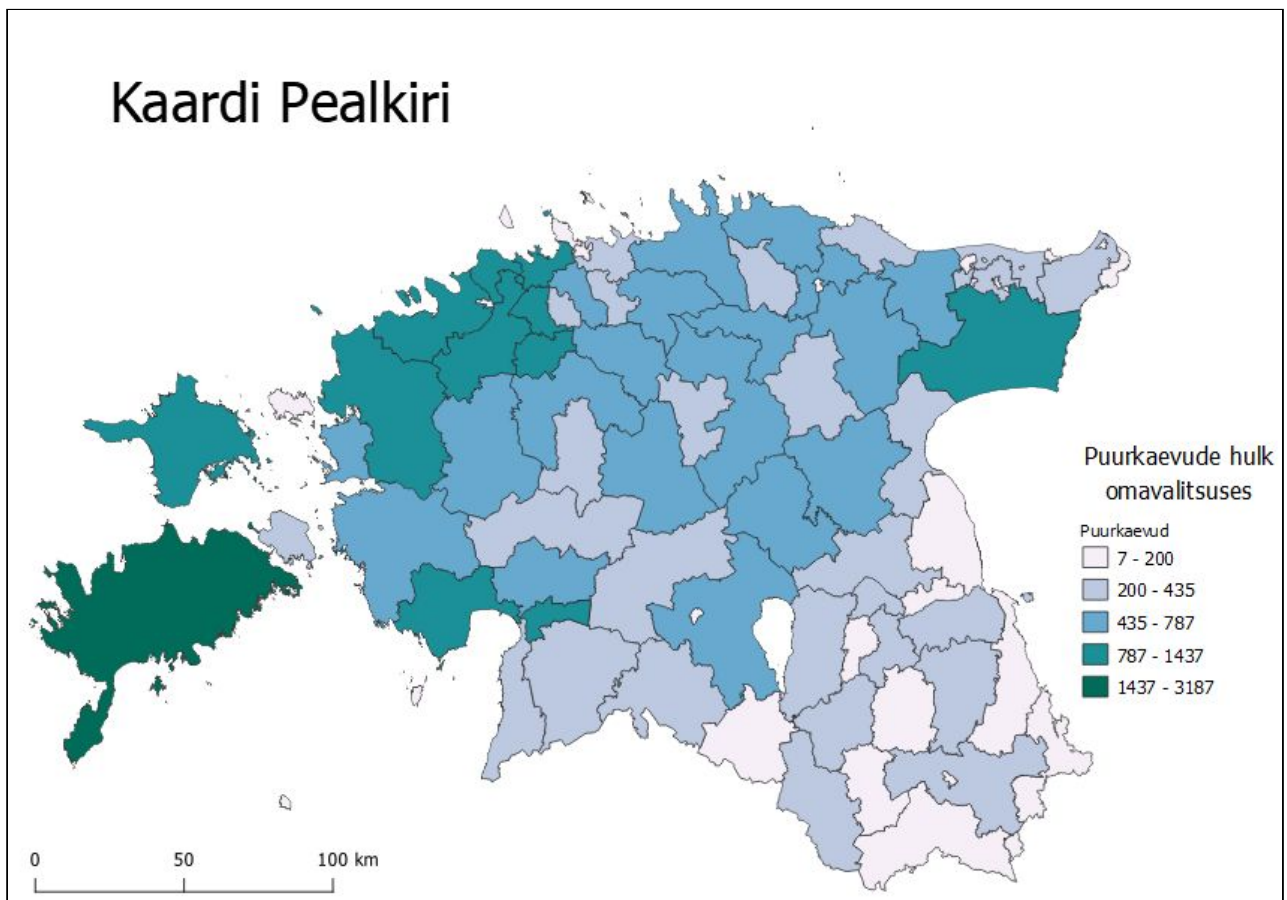 Kaardi Pealkiri
Puurkaevude hulk
omavalitsuses
Puurkaevud
7 - 200
200 - 435
435 - 787
787 - 1437
1437 - 3187
0 50 100 km